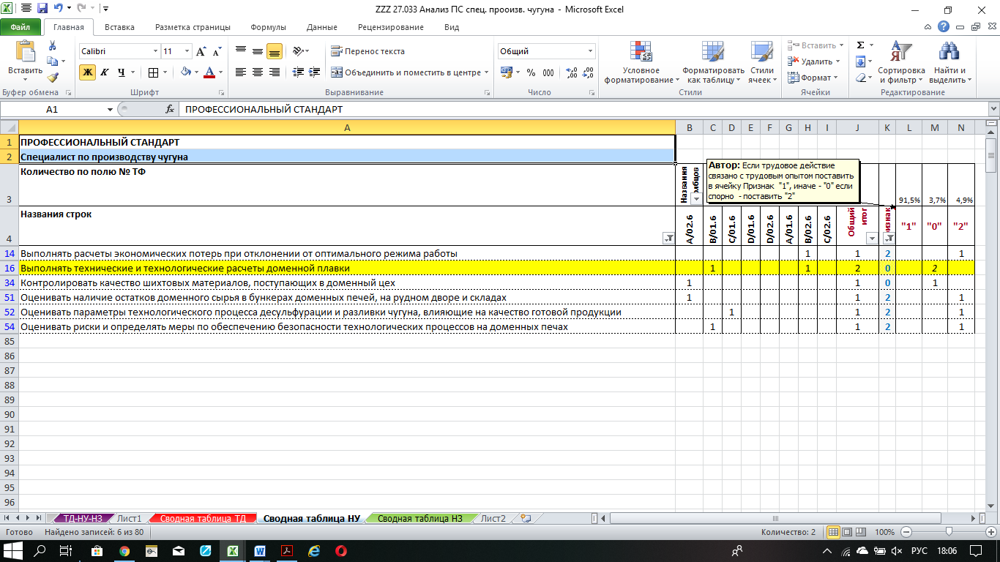 ZZZ 27.033 Анализ ПС спец. прооизв. чугуна - Microsoft Excel
Файл Главная Вставка Разметка страницы Формулы Данные Рецензирование Вид
Вставить
Calibri 11
Ж К Ч
Перенос текста
Объединить и поместить в центре
Общий
% 000
Условное форматирование
Форматировать как таблицу
Стили ячеек
Вставить
Удалить
Формат
Сортировка и фильтр
Найти и выделить
Буфер обмена Шрифт Выравнивание Число Стили Ячейки Редактирование
A1 fx ПРОФЕССИОНАЛЬНЫЙ СТАНДАРТ
A B C D E F G H I J K L M N
1 ПРОФЕССИОНАЛЬНЫЙ СТАНДАРТ
2 Специалист по производству чугуна
3 Количество по полю № ТФ Названия 91,5% 3,7% 4,9%
Автор: Если трудовое действие
связано с трудовым опытом поставить
в ячейку Признак "1", иначе - "0" если
спорно - поставить "2"
4 Названия строк A/02.6 B/01.6 C/01.6 D/01.6 D/02.6 A/01.6 B/02.6 C/02.6 Общий итог "1" "0" "2"
14 Выполнять расчеты экономических потерь при отклонении от оптимального режима работы 1 1 2 1
16 Выполнять технические и технологические расчеты доменной плавки 1 1 2 0 2
34 Контролировать качество шихтовых материалов, поступающих в доменный цех 1 1 0 1
51 Оценивать наличие остатков доменного сырья в бункерах доменных печей, на рудном дворе и складах 1 1 2 1
52 Оценивать параметры технологического процесса десульфурации и разливки чугуна, влияющие на качество готовой продукции 1 1 2 1
54 Оценивать риски и определять меры по обеспечению безопасности технологических процессов на доменных печах 1 1 2 1
85
86
87
88
89
90
91
92
93
94
95
96
ТД-НУ-НЗ Лист1 Сводная таблица ТД Сводная таблица НУ Сводная таблица НЗ Лист2
Готово Найдено записей: 6 из 80 Количество: 2 100%
РУС 18:06